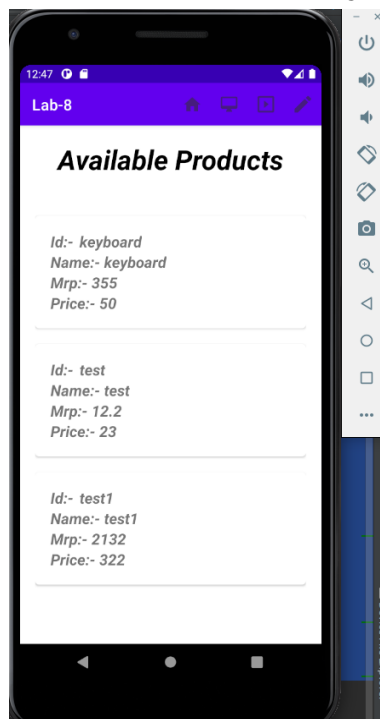 12:47
Lab-8
Available Products
Id:- keyboard
Name:- keyboard
Mrp:- 355
Price:- 50
Id:- test
Name:- test
Mrp:- 12.2
Price:- 23
Id:- test1
Name:- test1
Mrp:- 2132
Price:- 322